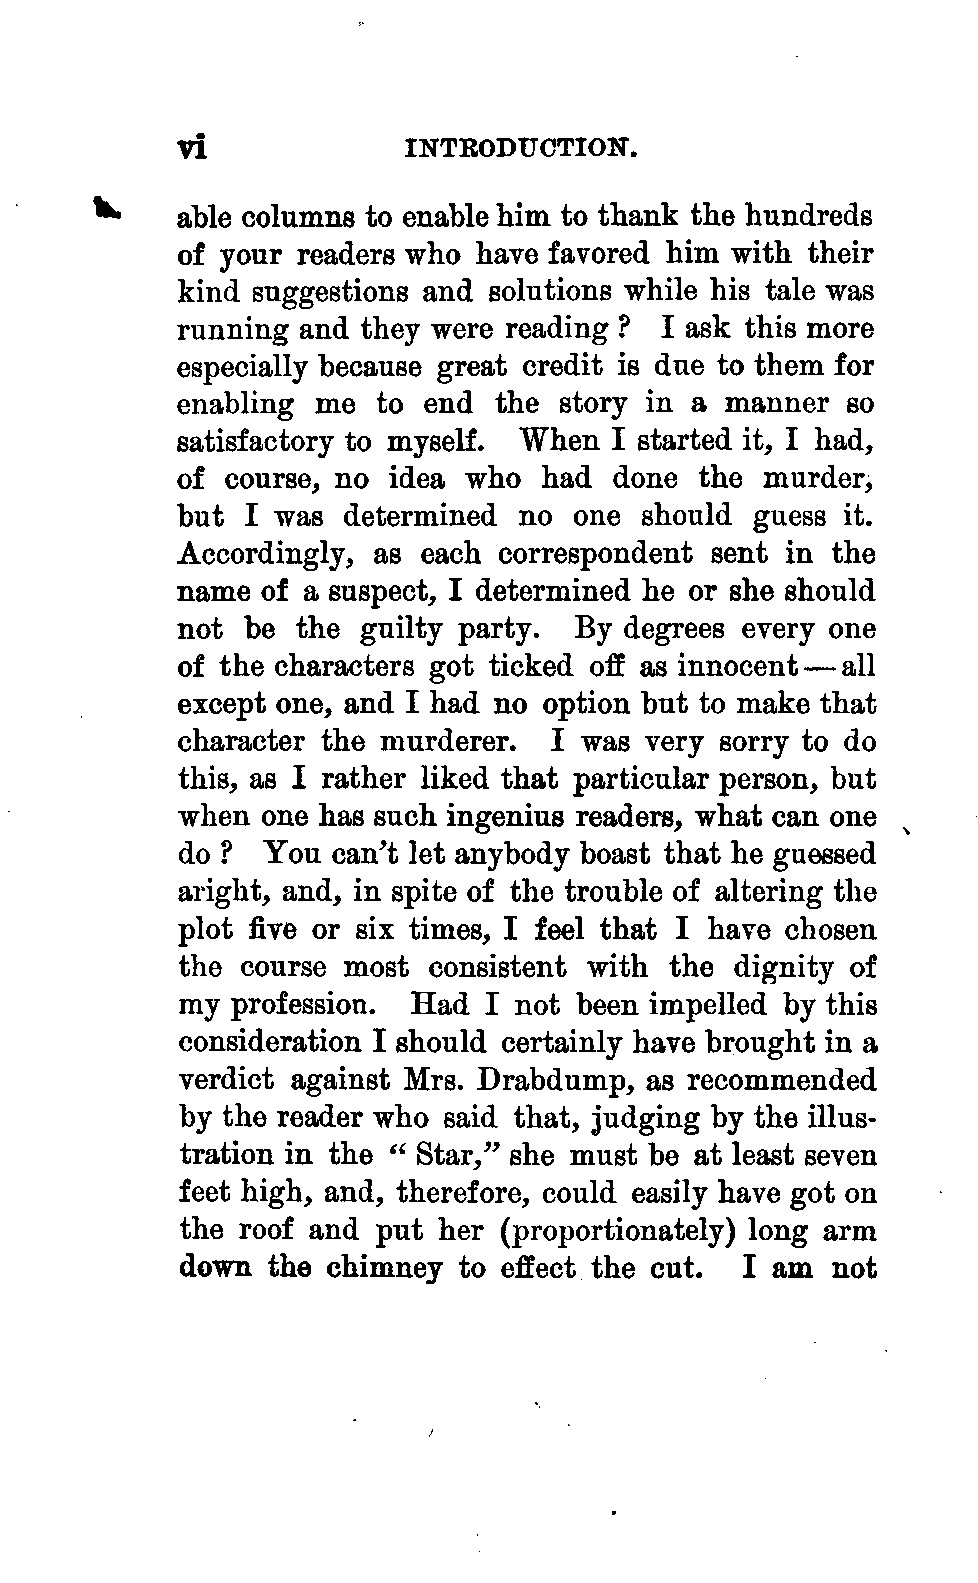 vi INTRODUCTION.
able columns to enable him to thank the hundreds
of your readers who have favored him with their
kind suggestions and solutions while his tale was
running and they were reading ? I ask this more
especially because great credit is due to them for
enabling me to end the story in a manner so
satisfactory to myself. When I started it, I had,
of course, no idea who had done the murder,
but I was determined no one should guess it.
Accordingly, as each correspondent sent in the
name of a suspect, I determined he or she should
not be the guilty party. By degrees every one
of the characters got ticked off as innocent — all
except one, and I had no option but to make that
character the murderer. I was very sorry to do
this, as I rather liked that particular person, but
when one has such ingenius readers, what can one
do ? You can't let anybody boast that he guessed
aright, and, in spite of the trouble of altering the
plot five or six times, I feel that I have chosen
the course most consistent with the dignity of
my profession. Had I not been impelled by this
consideration I should certainly have brought in a
verdict against Mrs. Drabdump, as recommended
by the reader who said that, judging by the illus-
tration in the “ Star,” she must be at least seven
feet high, and, therefore, could easily have got on
the roof and put her (proportionately) long arm
down the chimney to effect the cut. I am not